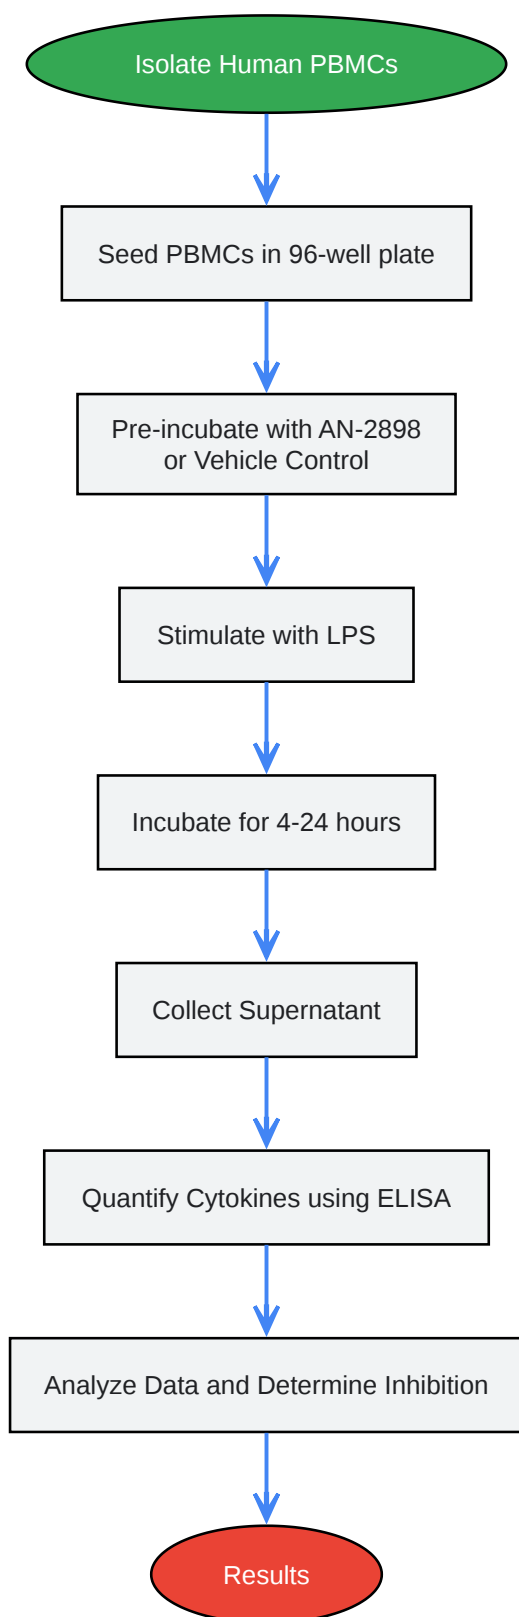 Isolate Human PBMCs
Seed PBMCs in 96-well plate
Pre-incubate with AN-2898
or Vehicle Control
Stimulate with LPS
Incubate for 4-24 hours
Collect Supernatant
Quantify Cytokines using ELISA
Analyze Data and Determine Inhibition
Results